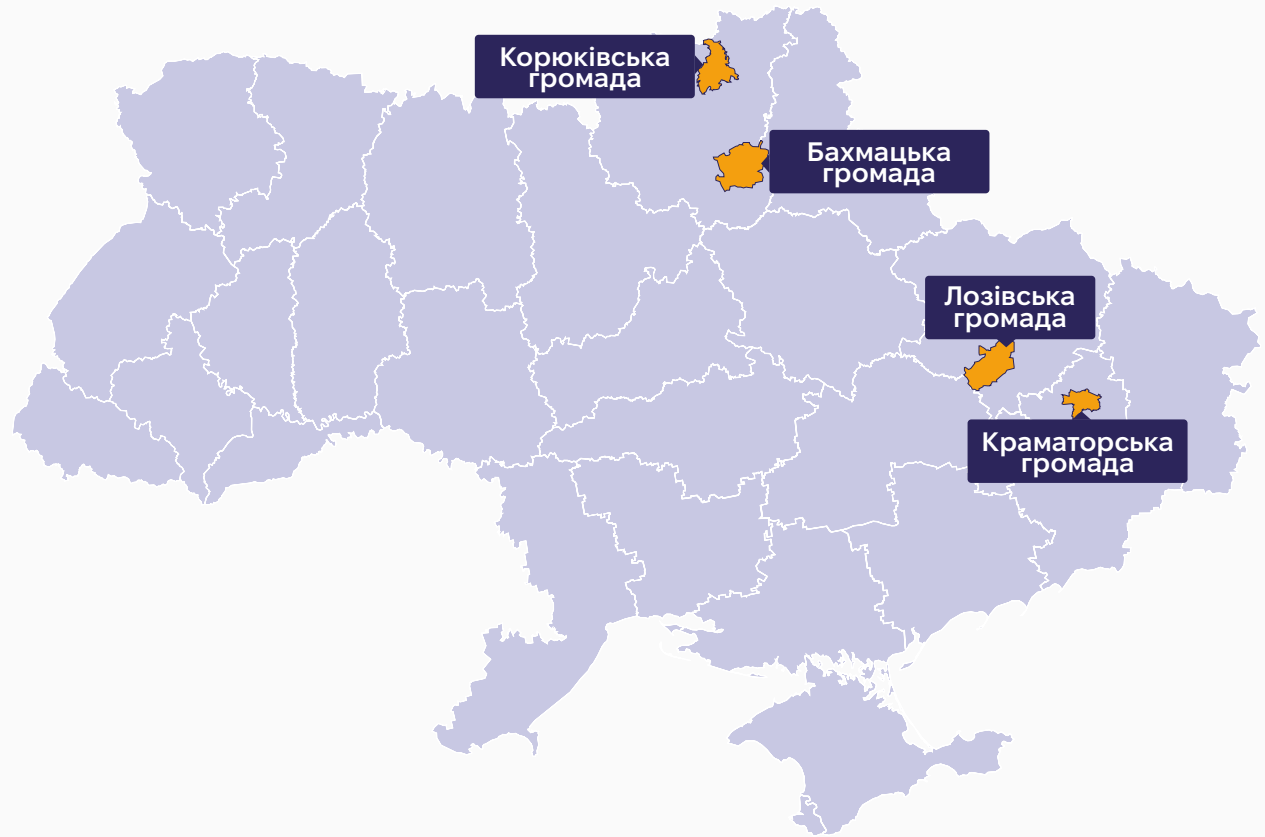 Корюківська
громада
Бахмацька
громада
Лозівська
громада
Краматорська
громада